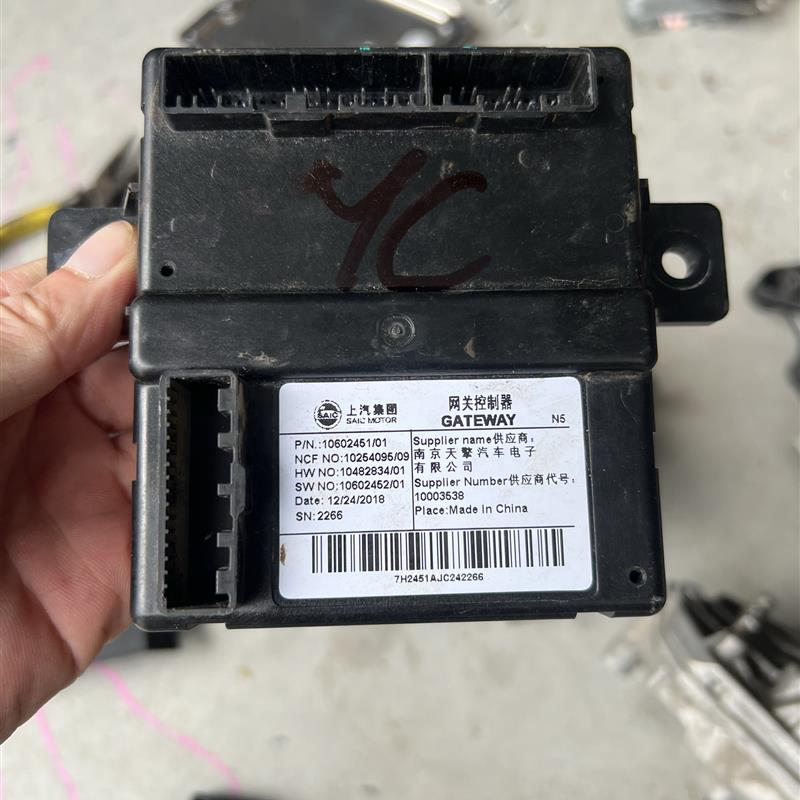 YC
SAIC
上汽集团
SAIC MOTOR
网关控制器
GATEWAY
N5
P/N.:10602451/01
NCF NO:10254095/09
HW NO:10482834/01
SW NO;10602452/01
Date: 12/24/2018
SN: 2266
Supplier name供应商:
南京天擎汽车电子
有限公司
Supplier Number供应商代号:
10003538
Place:Made In China
7H2451AJC242266